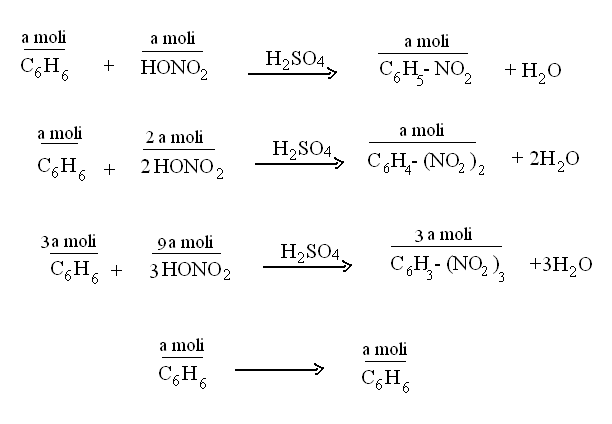 a moli a moli a moli
C₆H₆ + HONO₂ H₂SO₄ C₆H₅- NO₂ + H₂O
a moli 2 a moli a moli
C₆H₆ + 2 HONO₂ H₂SO₄ C₆H₄- (NO₂)₂ + 2H₂O
3a moli 9a moli 3 a moli
C₆H₆ + 3 HONO₂ H₂SO₄ C₆H₃- (NO₂)₃ +3H₂O
a moli a moli
C₆H₆ C₆H₆